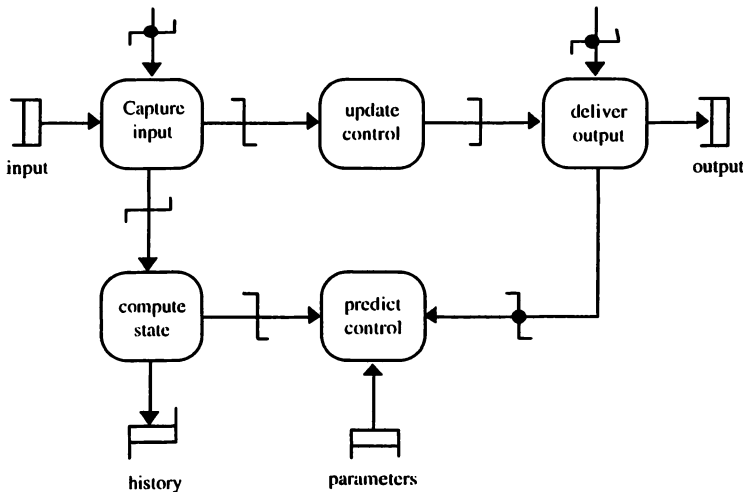 Capture
input
update
control
deliver
output
input
output
compute
state
predict
control
history
parameters